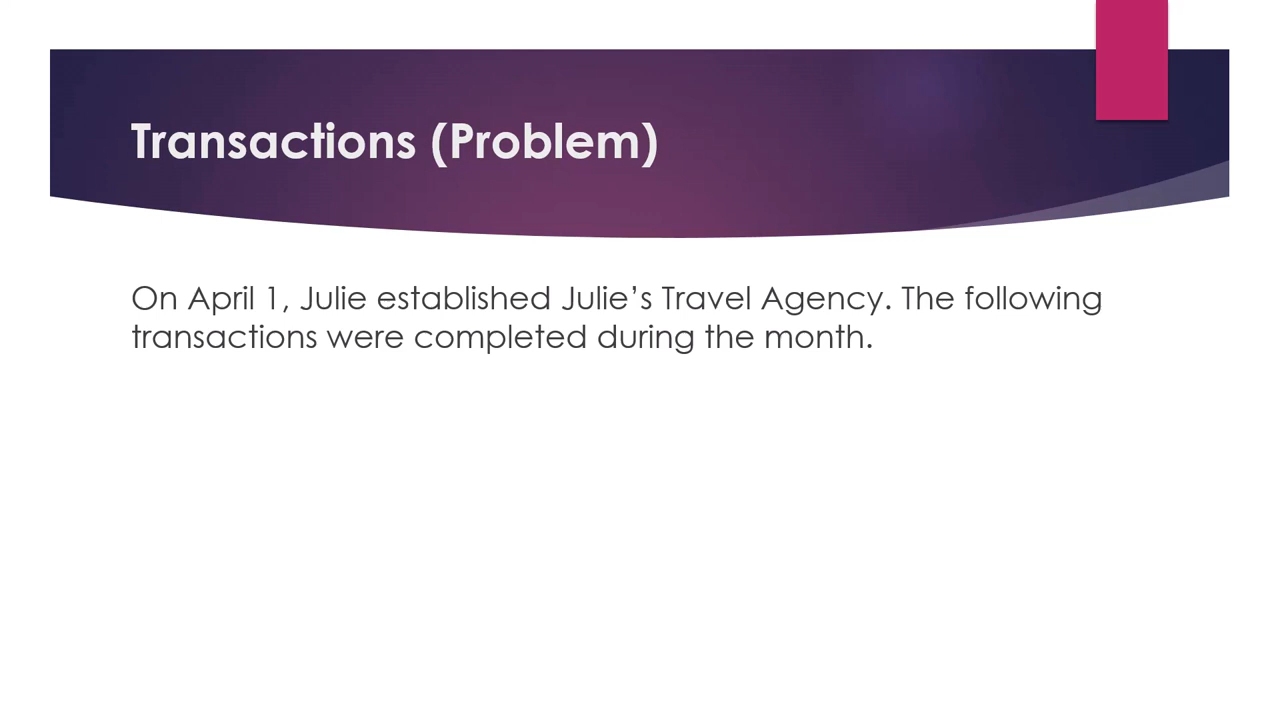 Transactions (Problem)
On April 1, Julie established Julie’s Travel Agency. The following
transactions were completed during the month.